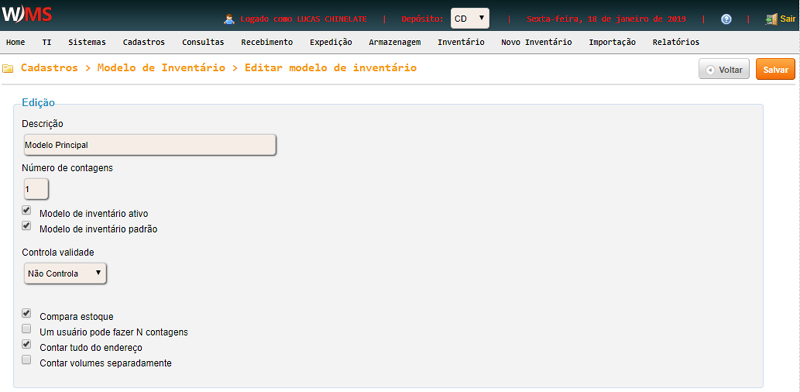 WMS
Logado como LUCAS CHINELATE | Depósito: CD | Sexta-feira, 18 de janeiro de 2019 | ? | Sair
Home TI Sistemas Cadastros Consultas Recebimento Expedição Armazenagem Inventário Novo Inventário Importação Relatórios
Cadastros > Modelo de Inventário > Editar modelo de inventário Voltar Salvar
Edição
Descrição
Modelo Principal
Número de contagens
1
Modelo de inventário ativo
Modelo de inventário padrão
Controla validade
Não Controla
Compara estoque
Um usuário pode fazer N contagens
Contar tudo do endereço
Contar volumes separadamente